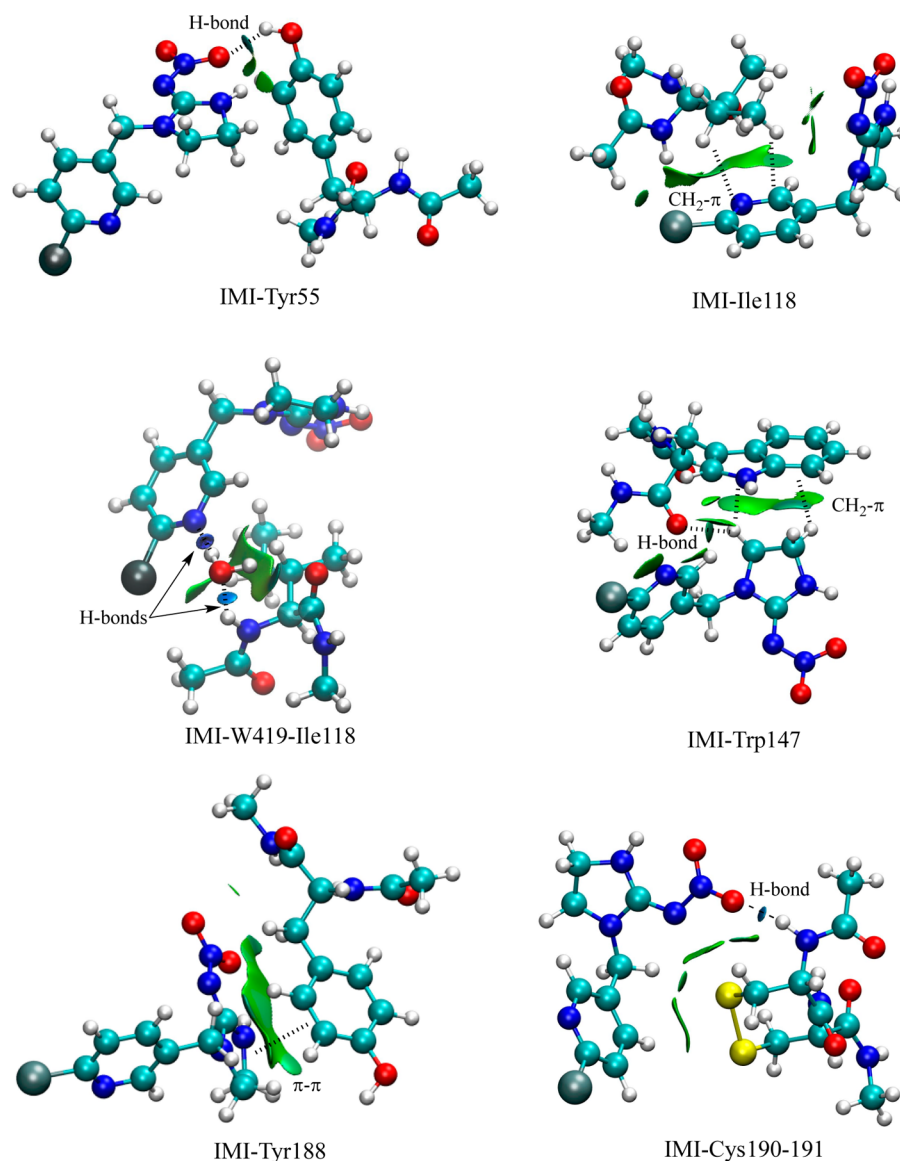 H-bond
CH2-π
IMI-Tyr55
IMI-Ile118
H-bonds
H-bond
CH2-π
IMI-W419-Ile118
IMI-Trp147
π-π
H-bond
IMI-Tyr188
IMI-Cys190-191